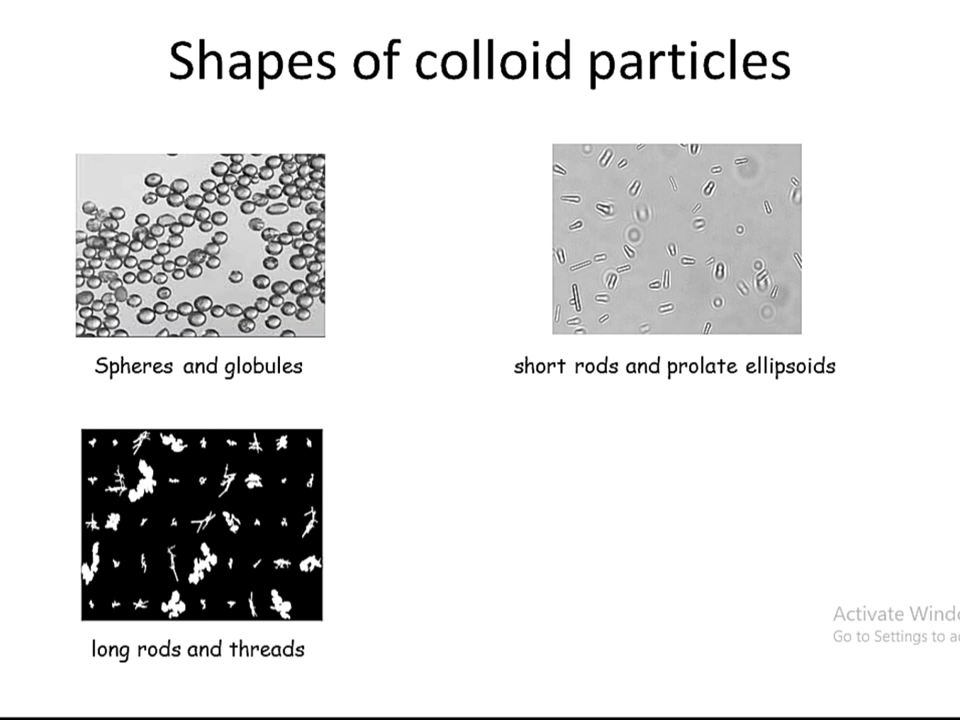 Shapes of colloid particles
Spheres and globules
short rods and prolate ellipsoids
long rods and threads
Activate
Go to Settings to